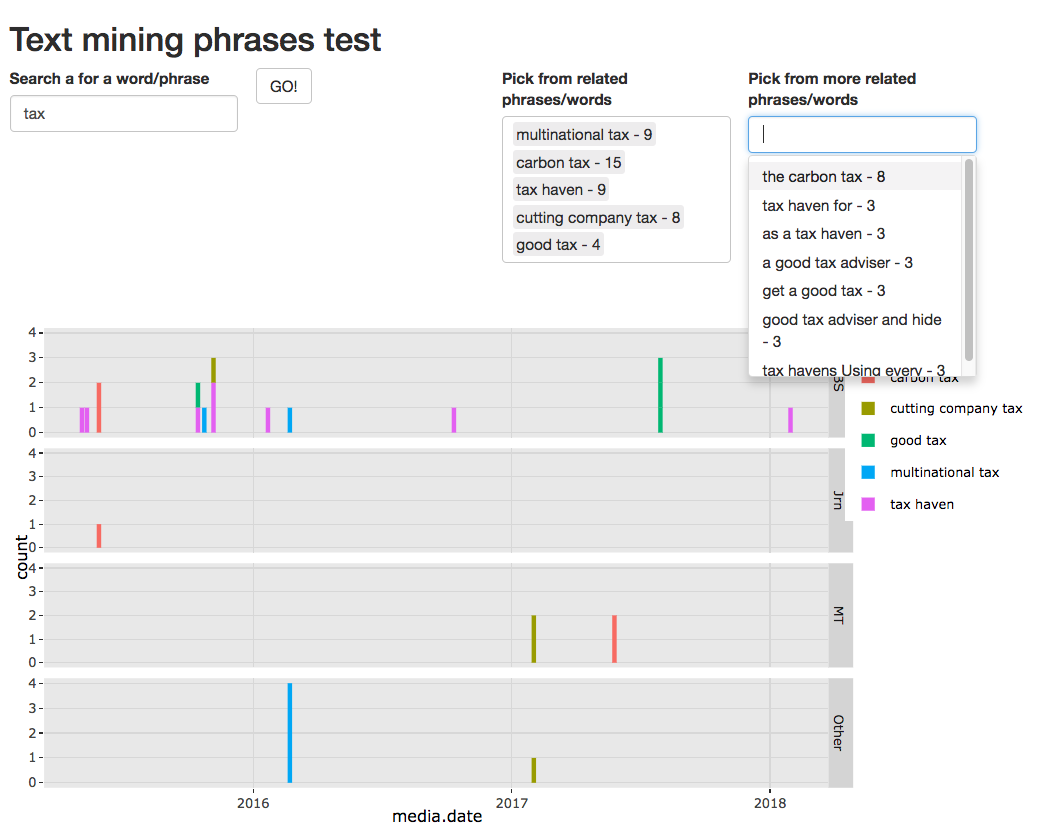 Text mining phrases test
Search a for a word/phrase
tax
GO!
Pick from related
phrases/words
multinational tax - 9
carbon tax - 15
tax haven - 9
cutting company tax - 8
good tax - 4
Pick from more related
phrases/words
the carbon tax - 8
tax haven for - 3
as a tax haven - 3
a good tax adviser - 3
get a good tax - 3
good tax adviser and hide
- 3
tax havens Using every - 3
carbon tax
cutting company tax
good tax
multinational tax
tax haven
count
4
3
2
1
0
BS
4
3
2
1
0
Jrn
4
3
2
1
0
MT
4
3
2
1
0
Other
2016
2017
2018
media.date